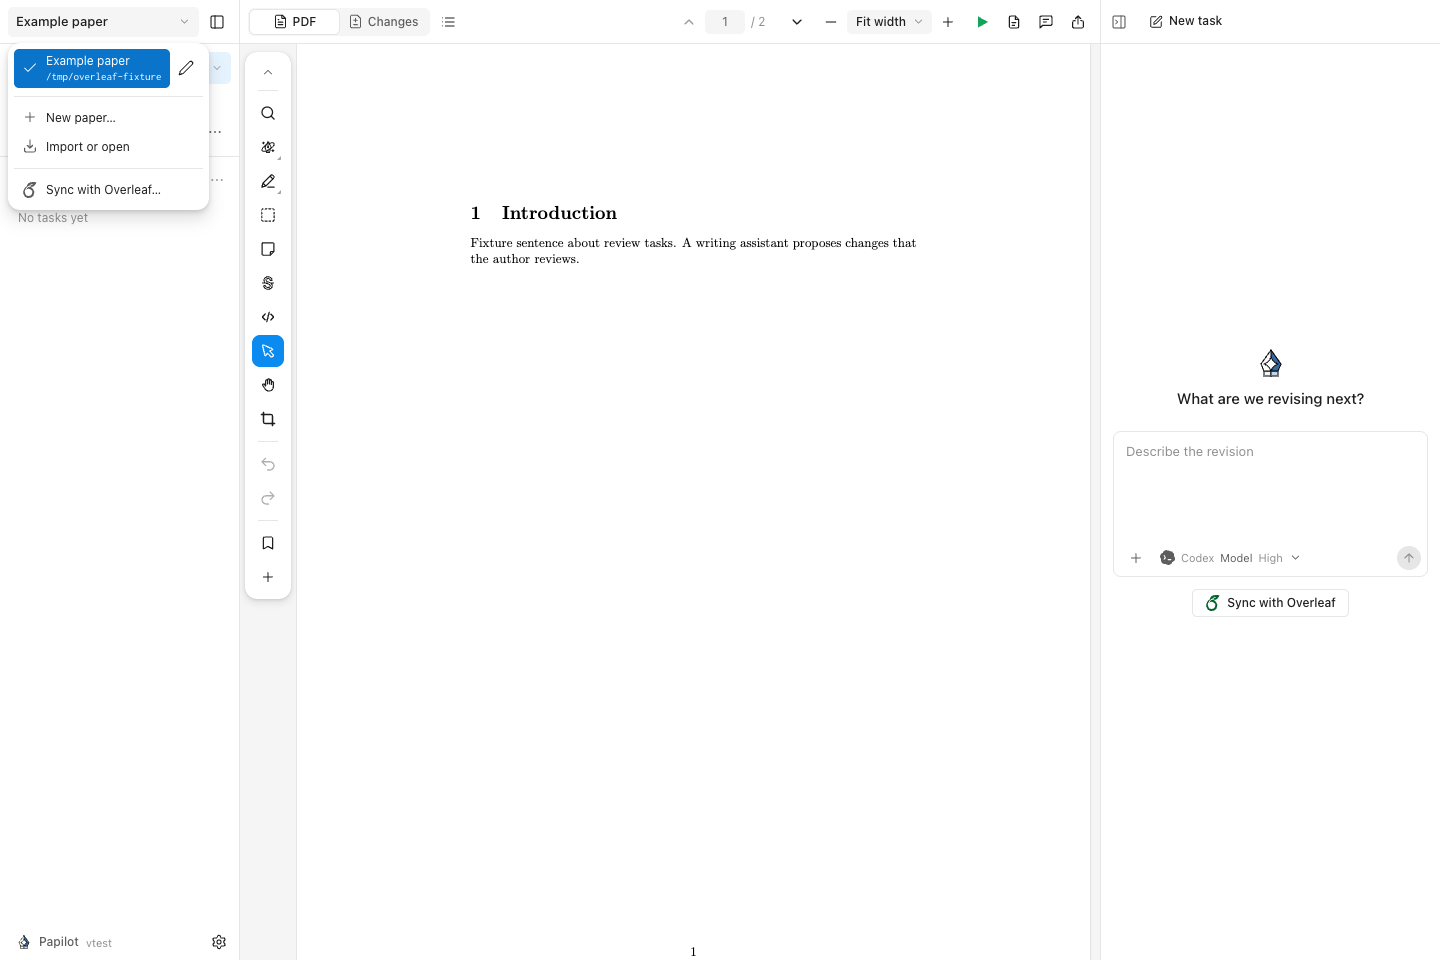 Example paper
PDF
Changes
1 / 2
Fit width
New task
Example paper
/tmp/overleaf-fixture
New paper...
Import or open
Sync with Overleaf...
No tasks yet
1 Introduction
Fixture sentence about review tasks. A writing assistant proposes changes that
the author reviews.
1
What are we revising next?
Describe the revision
Codex Model High
Sync with Overleaf
Papilot vtest